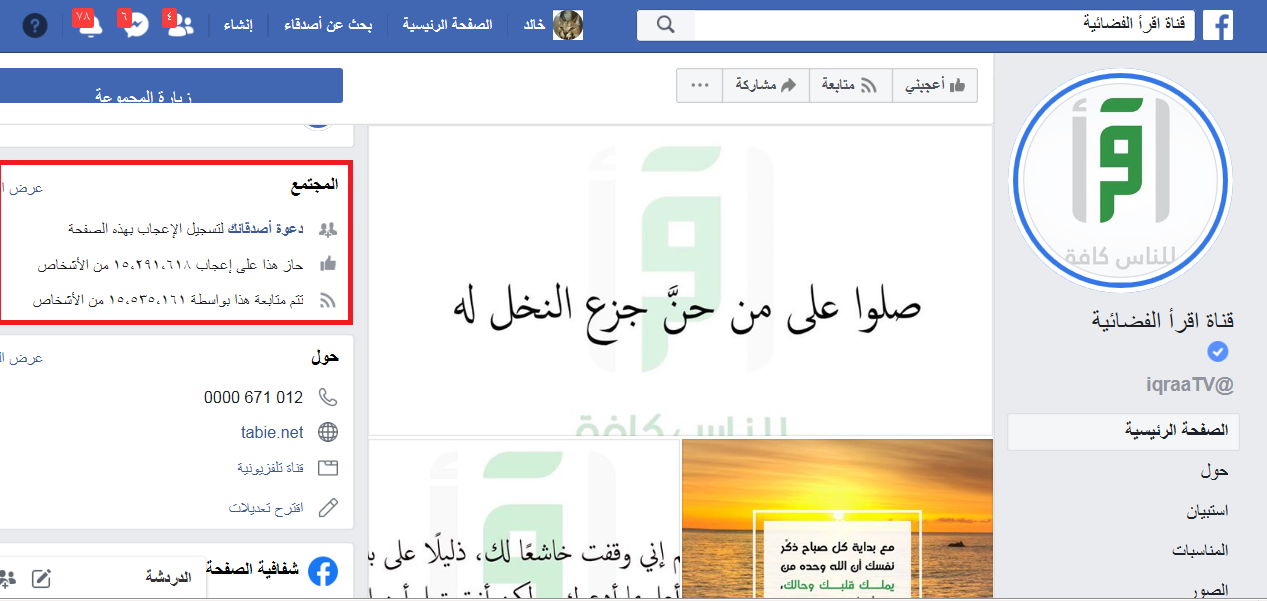 قناة اقرأ الفضائية
خالد
الصفحة الرئيسية
بحث عن أصدقاء
إنشاء
٤
٦
٧٨
أعجبني
متابعة
مشاركة
زيارة المجموعة
اقرأ
للناس كافة
قناة اقرأ الفضائية
@iqraaTV
الصفحة الرئيسية
حول
استبيان
المناسبات
الصور
صلوا على من حنَّ جزع النخل له
للناس كافة
إني وقفت خاشعًا لك، ذليلًا على
مع بداية كل صباح ذكّر
نفسك أن الله وحده من
يملك قلبك وحالك،
المجتمع
عرض
دعوة أصدقائك لتسجيل الإعجاب بهذه الصفحة
حاز هذا على إعجاب ١٥،٢٩١،٦١٨ من الأشخاص
تتم متابعة هذا بواسطة ١٥،٥٣٥،١٦١ من الأشخاص
حول
عرض
012 671 0000
tabie.net
قناة تلفزيونية
اقترح تعديلات
شفافية الصفحة
الدردشة